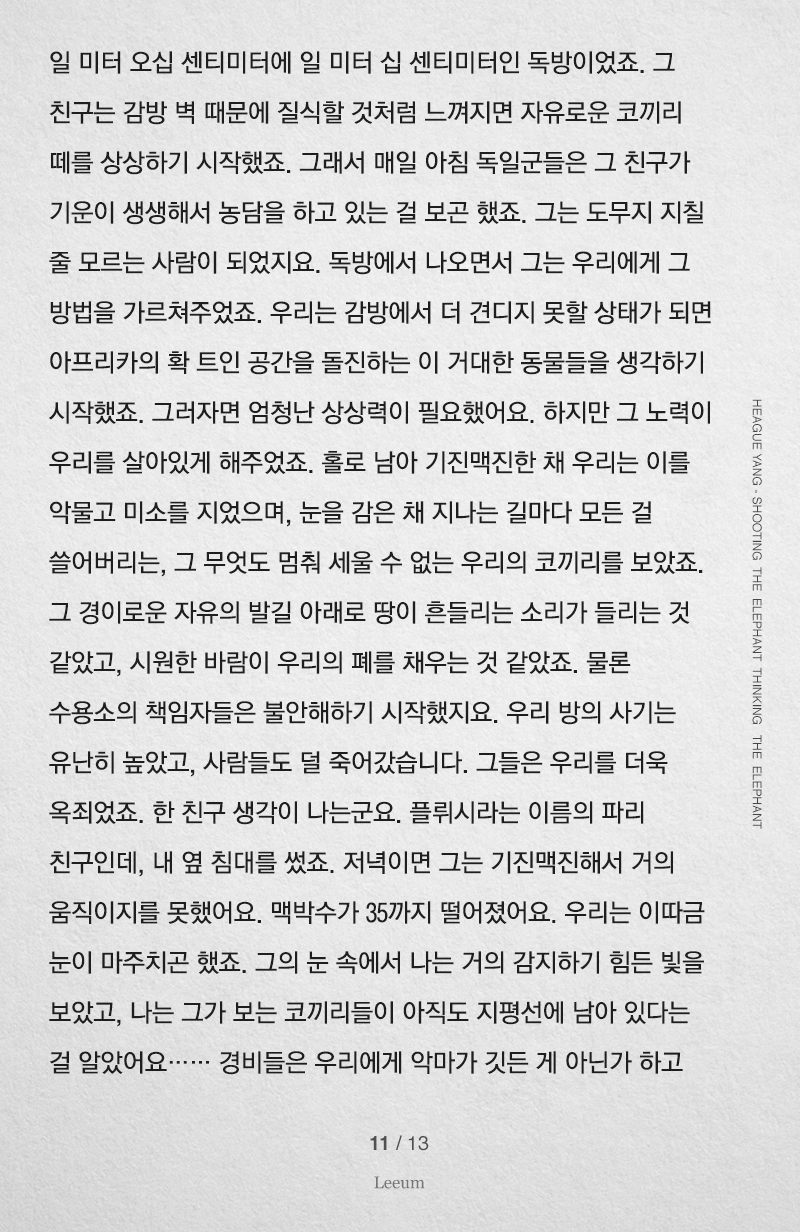 일 미터 오십 센티미터에 일 미터 십 센티미터인 독방이었죠. 그
친구는 감방 벽 때문에 질식할 것처럼 느껴지면 자유로운 코끼리
떼를 상상하기 시작했죠. 그래서 매일 아침 독일군들은 그 친구가
기운이 생생해서 농담을 하고 있는 걸 보곤 했죠. 그는 도무지 지칠
줄 모르는 사람이 되었지요. 독방에서 나오면서 그는 우리에게 그
방법을 가르쳐주었죠. 우리는 감방에서 더 견디지 못할 상태가 되면
아프리카의 확 트인 공간을 돌진하는 이 거대한 동물들을 생각하기
시작했죠. 그러자면 엄청난 상상력이 필요했어요. 하지만 그 노력이
우리를 살아있게 해주었죠. 홀로 남아 기진맥진한 채 우리는 이를
악물고 미소를 지었으며, 눈을 감은 채 지나는 길마다 모든 걸
쓸어버리는, 그 무엇도 멈춰 세울 수 없는 우리의 코끼리를 보았죠.
그 경이로운 자유의 발길 아래로 땅이 흔들리는 소리가 들리는 것
같았고, 시원한 바람이 우리의 폐를 채우는 것 같았죠. 물론
수용소의 책임자들은 불안해하기 시작했지요. 우리 방의 사기는
유난히 높았고, 사람들도 덜 죽어갔습니다. 그들은 우리를 더욱
옥죄었죠. 한 친구 생각이 나는군요. 플뤼시라는 이름의 파리
친구인데, 내 옆 침대를 썼죠. 저녁이면 그는 기진맥진해서 거의
움직이지를 못했어요. 맥박수가 35까지 떨어졌어요. 우리는 이따금
눈이 마주치곤 했죠. 그의 눈 속에서 나는 거의 감지하기 힘든 빛을
보았고, 나는 그가 보는 코끼리들이 아직도 지평선에 남아 있다는
걸 알았어요…… 경비들은 우리에게 악마가 깃든 게 아닌가 하고
HEAGUE YANG - SHOOTING THE ELEPHANT THINKING THE ELEPHANT
11 / 13
Leeum